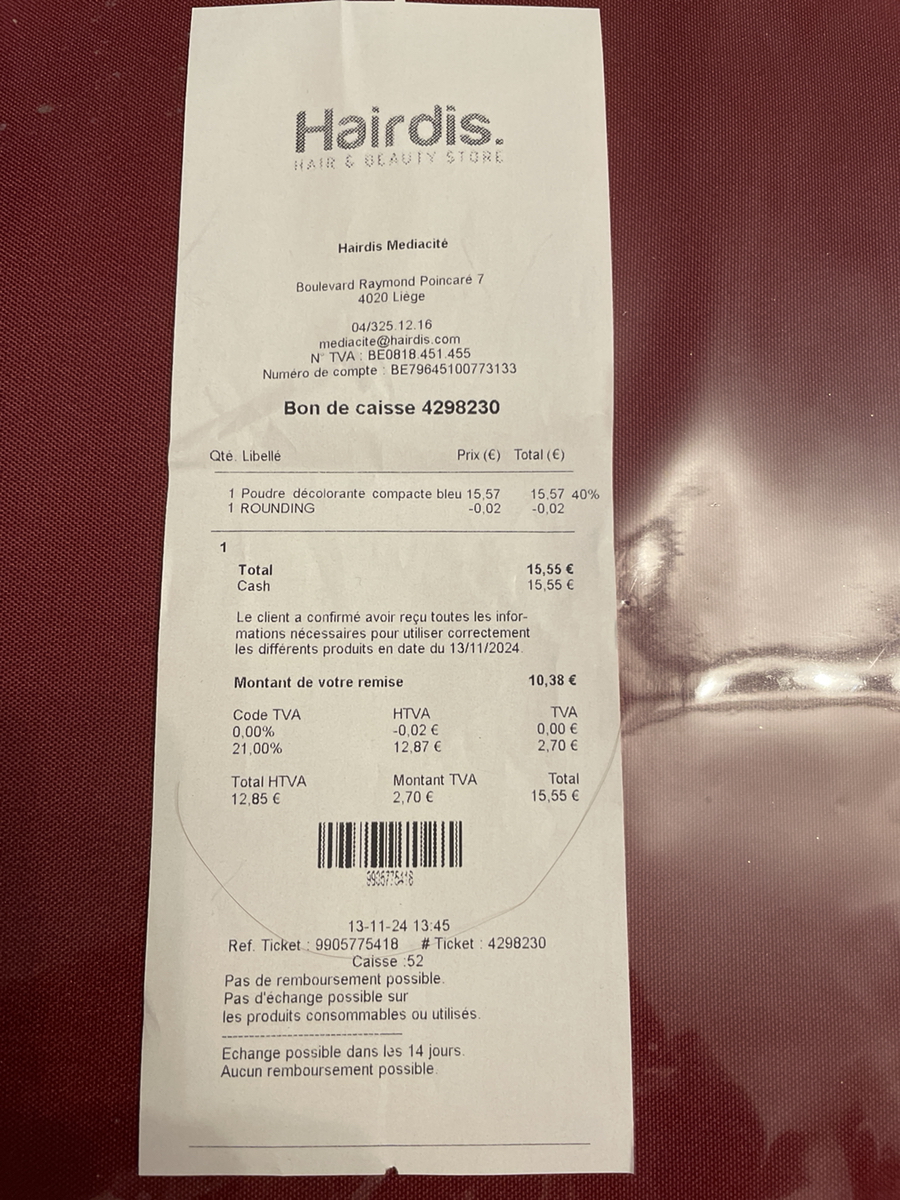 Hairdis.
HAIR & BEAUTY STORE
Hairdis Mediacité
Boulevard Raymond Poincaré 7
4020 Liège
04/325.12.16
mediacite@hairdis.com
N° TVA : BE0818.451.455
Numéro de compte : BE79645100773133
Bon de caisse 4298230
Qté. Libellé Prix (€) Total (€)
1 Poudre décolorante compacte bleu 15,57 15,57 40%
1 ROUNDING -0,02 -0,02
1
Total 15,55 €
Cash 15,55 €
Le client a confirmé avoir reçu toutes les infor-
mations nécessaires pour utiliser correctement
les différents produits en date du 13/11/2024.
Montant de votre remise 10,38 €
Code TVA HTVA TVA
0,00% -0,02 € 0,00 €
21,00% 12,87 € 2,70 €
Total HTVA Montant TVA Total
12,85 € 2,70 € 15,55 €
13-11-24 13:45
Ref. Ticket : 9905775418 # Ticket : 4298230
Caisse :52
Pas de remboursement possible.
Pas d'échange possible sur
les produits consommables ou utilisés.
Echange possible dans les 14 jours.
Aucun remboursement possible.